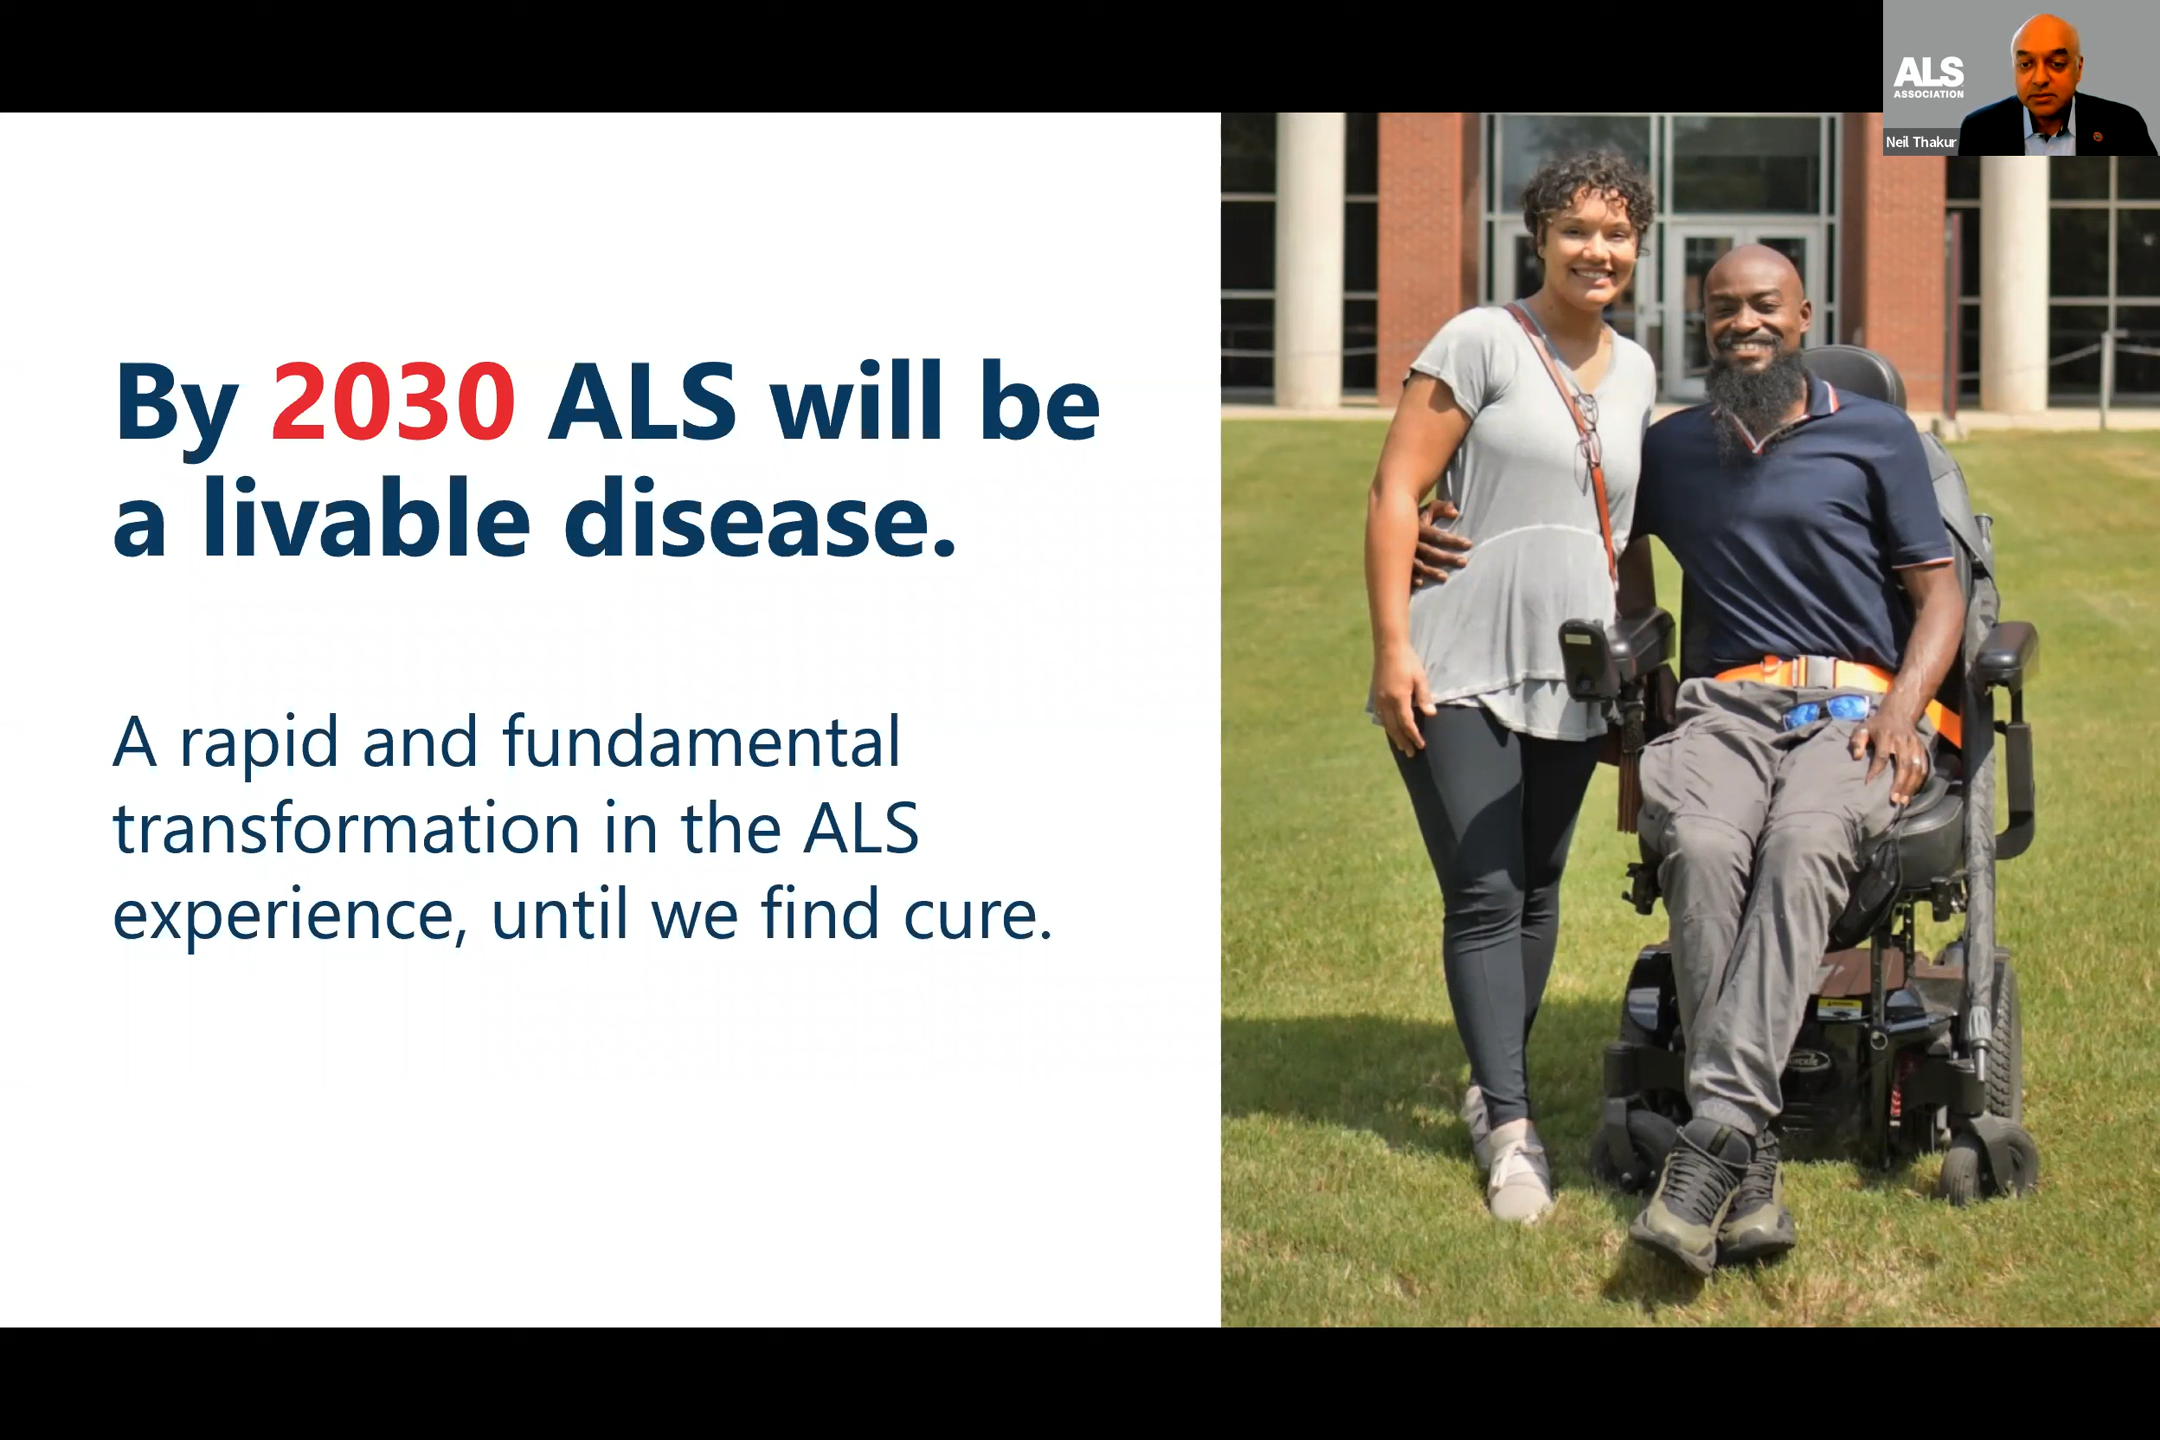 By 2030 ALS will be
a livable disease.
A rapid and fundamental
transformation in the ALS
experience, until we find cure.
ALS
ASSOCIATION
Neil Thakur